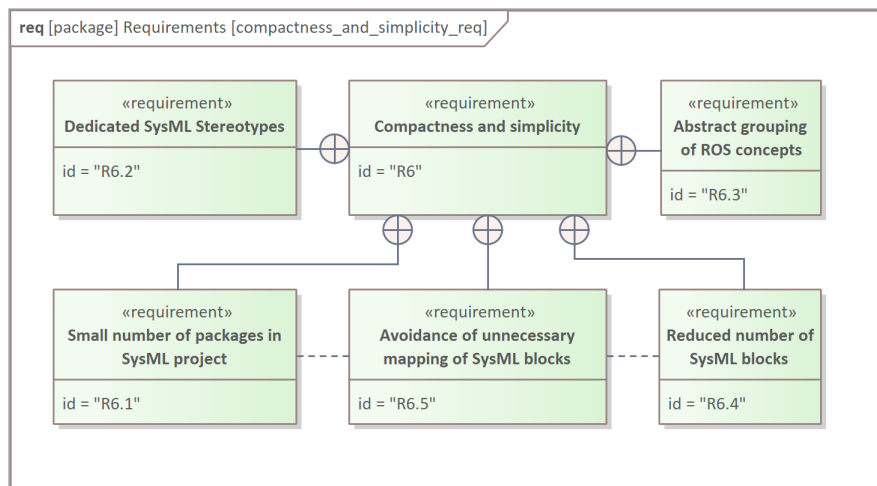 req [package] Requirements [compactness_and_simplicity_req]
«requirement»
Dedicated SysML Stereotypes
id = "R6.2"
«requirement»
Compactness and simplicity
id = "R6"
«requirement»
Abstract grouping
of ROS concepts
id = "R6.3"
«requirement»
Small number of packages in
SysML project
id = "R6.1"
«requirement»
Avoidance of unnecessary
mapping of SysML blocks
id = "R6.5"
«requirement»
Reduced number of
SysML blocks
id = "R6.4"